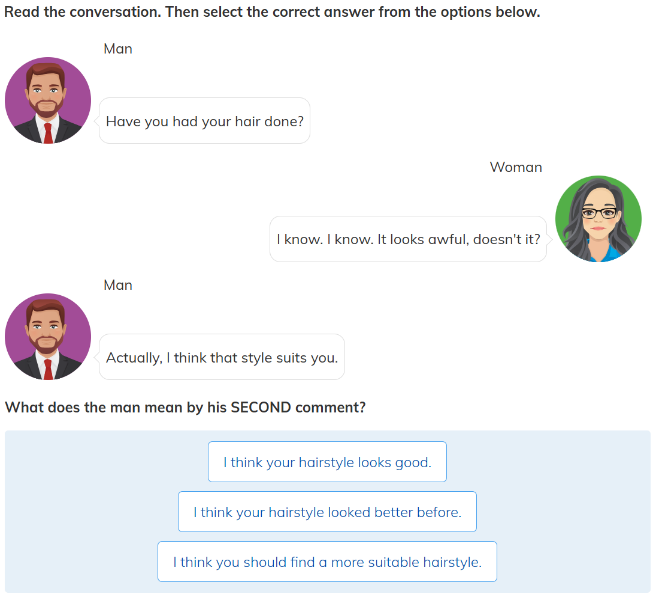 Read the conversation. Then select the correct answer from the options below.
Man
Have you had your hair done?
Woman
I know. I know. It looks awful, doesn't it?
Man
Actually, I think that style suits you.
What does the man mean by his SECOND comment?
I think your hairstyle looks good.
I think your hairstyle looked better before.
I think you should find a more suitable hairstyle.